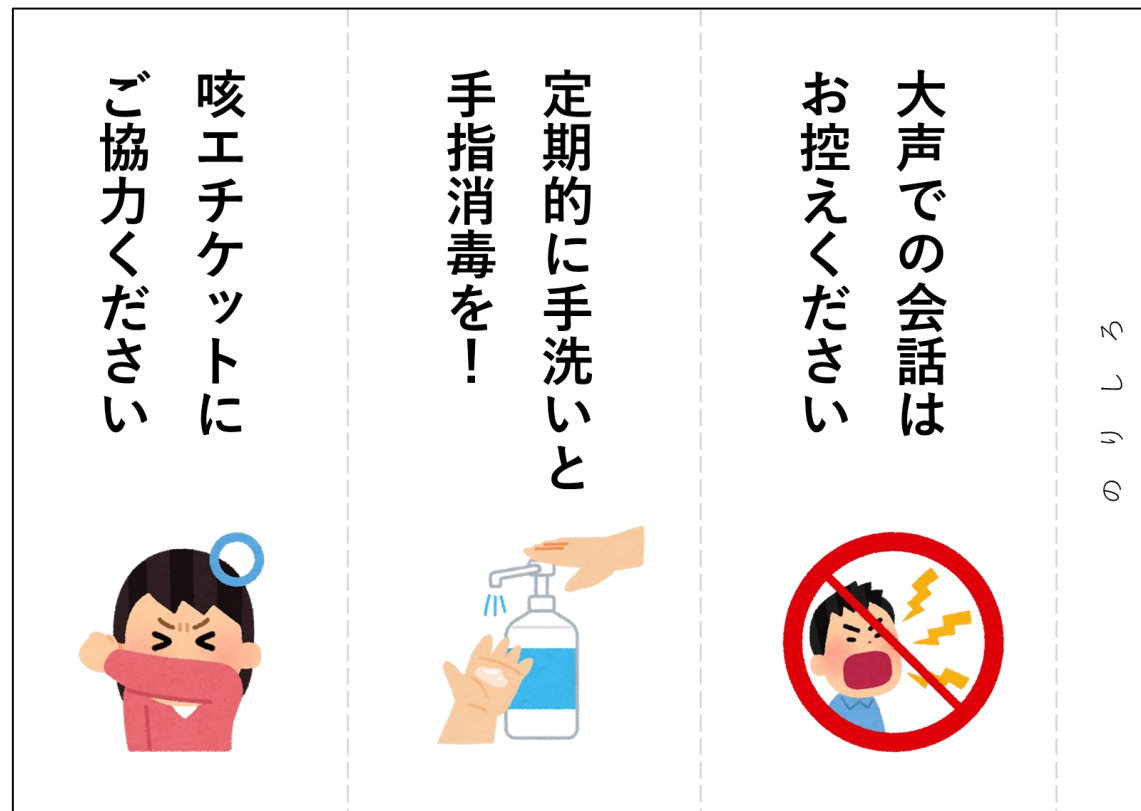 のりしろ
大声での会話は
お控えください
定期的に手洗いと
手指消毒を！
咳エチケットに
ご協力ください